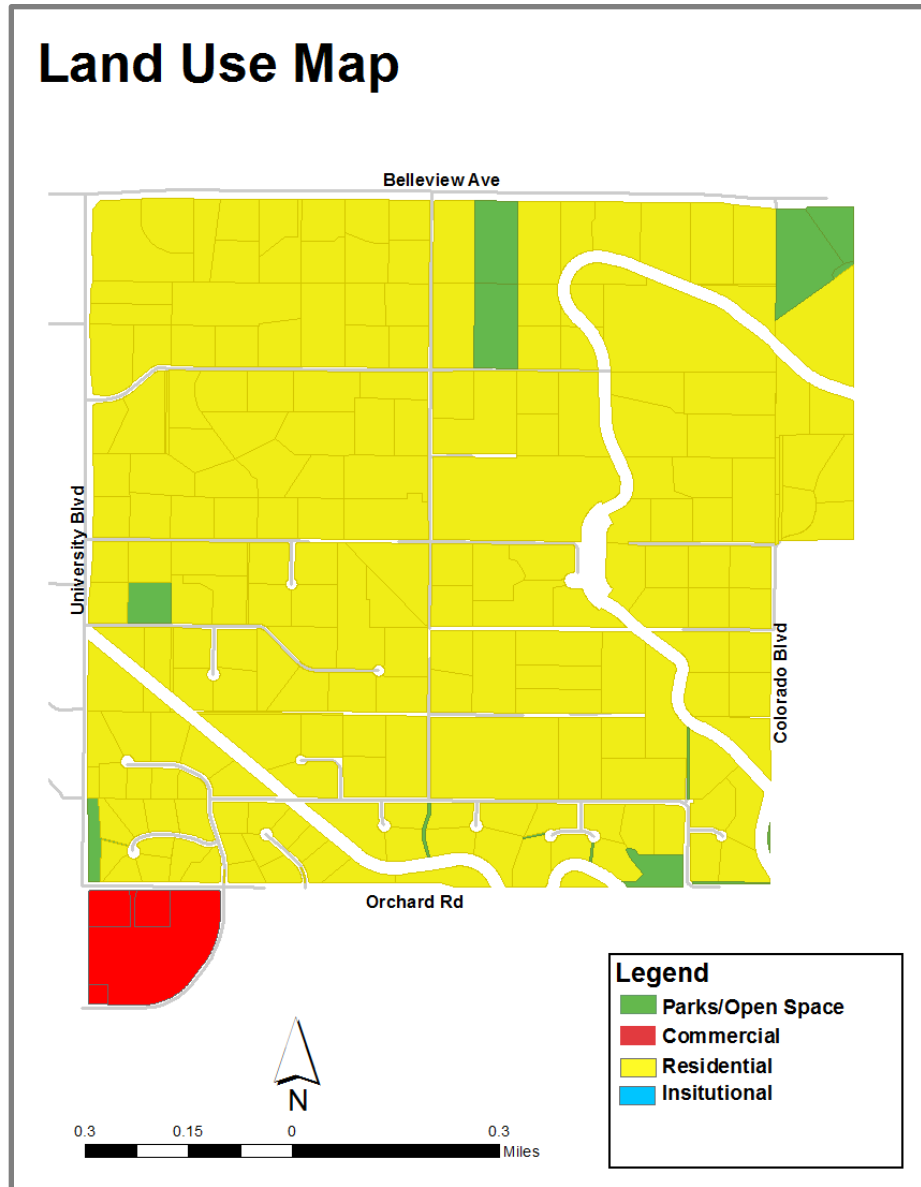 Land Use Map
Belleview Ave
University Blvd
Colorado Blvd
Orchard Rd
Legend
Parks/Open Space
Commercial
Residential
Insitutional
N
0.3 0.15 0 0.3
Miles